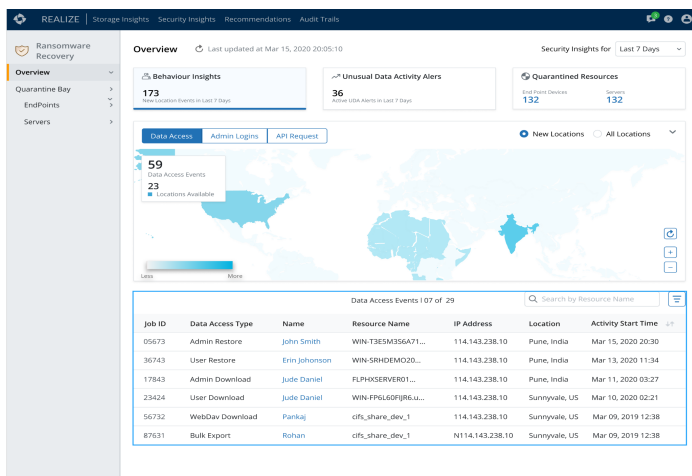 REALIZE Storage Insights Security Insights Recommendations Audit Trails
Ransomware Recovery
Overview
Quarantine Bay
EndPoints
Servers
Overview Last updated at Mar 15, 2020 20:05:10 Security Insights for Last 7 Days
Behaviour Insights
173
New Location Events in Last 7 Days
Unusual Data Activity Alers
36
Active UDA Alerts in Last 7 Days
Quarantined Resources
End Point Devices Servers
132 132
Data Access Admin Logins API Request New Locations All Locations
59
Data Access Events
23
Locations Available
Less More
Data Access Events I 07 of 29 Search by Resource Name
Job ID Data Access Type Name Resource Name IP Address Location Activity Start Time
05673 Admin Restore John Smith WIN-T3E5M3S6A71... 114.143.238.10 Pune, India Mar 15, 2020 20:30
36743 User Restore Erin Johonson WIN-SRHDEMO20... 114.143.238.10 Pune, India Mar 13, 2020 11:34
17843 Admin Download Jude Daniel FLPHXSERVER01... 114.143.238.10 Pune, India Mar 11, 2020 03:27
23424 User Download Jude Daniel WIN-FP6L60FIJR6.u... 114.143.238.10 Sunnyvale, US Mar 10, 2020 02:21
56732 WebDav Download Pankaj cifs_share_dev_1 114.143.238.10 Sunnyvale, US Mar 09, 2019 12:38
87631 Bulk Export Rohan cifs_share_dev_1 N114.143.238.10 Sunnyvale, US Mar 09, 2019 12:38